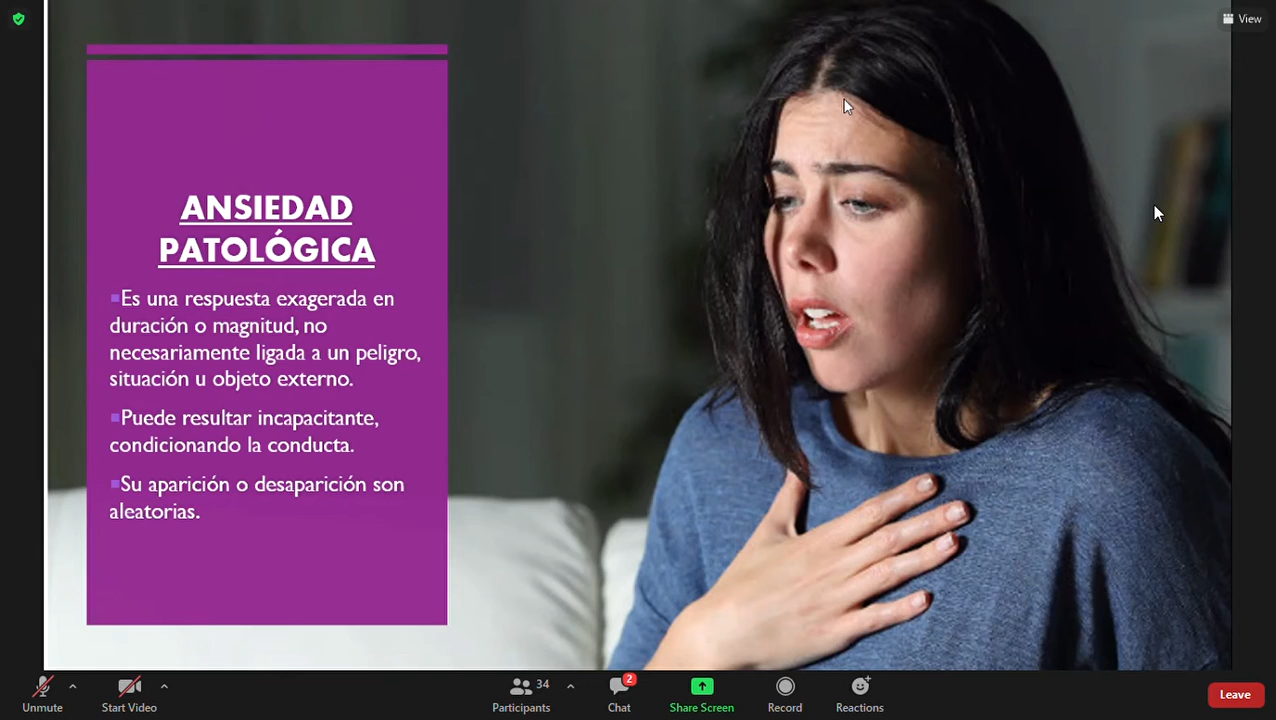 View
ANSIEDAD
PATOLÓGICA
▪Es una respuesta exagerada en
duración o magnitud, no
necesariamente ligada a un peligro,
situación u objeto externo.
▪Puede resultar incapacitante,
condicionando la conducta.
▪Su aparición o desaparición son
aleatorias.
34
2
Unmute
Start Video
Participants
Chat
Share Screen
Record
Reactions
Leave